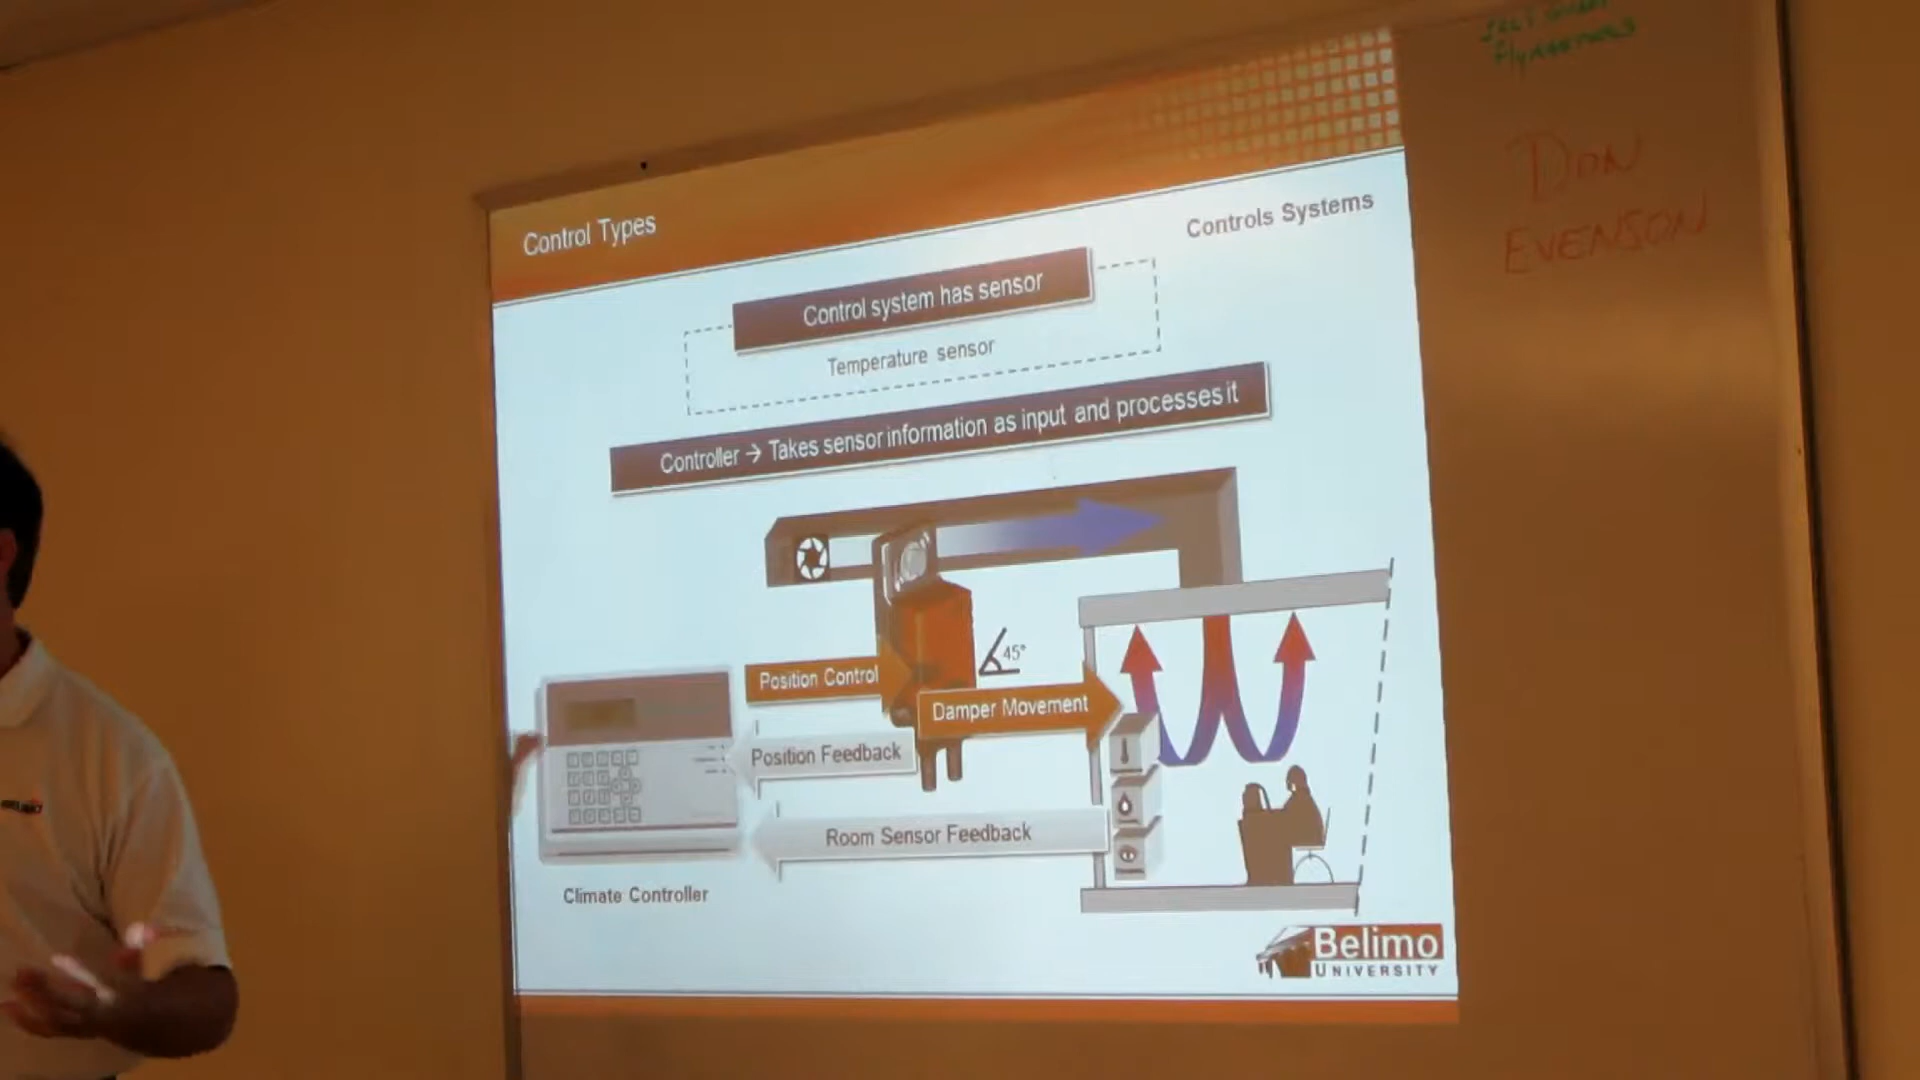 Control Types
Controls Systems
Control system has sensor
Temperature sensor
Controller → Takes sensor information as input and processes it
45°
Position Control
Damper Movement
Position Feedback
Room Sensor Feedback
Climate Controller
Belimo
UNIVERSITY
DON
EVENSON